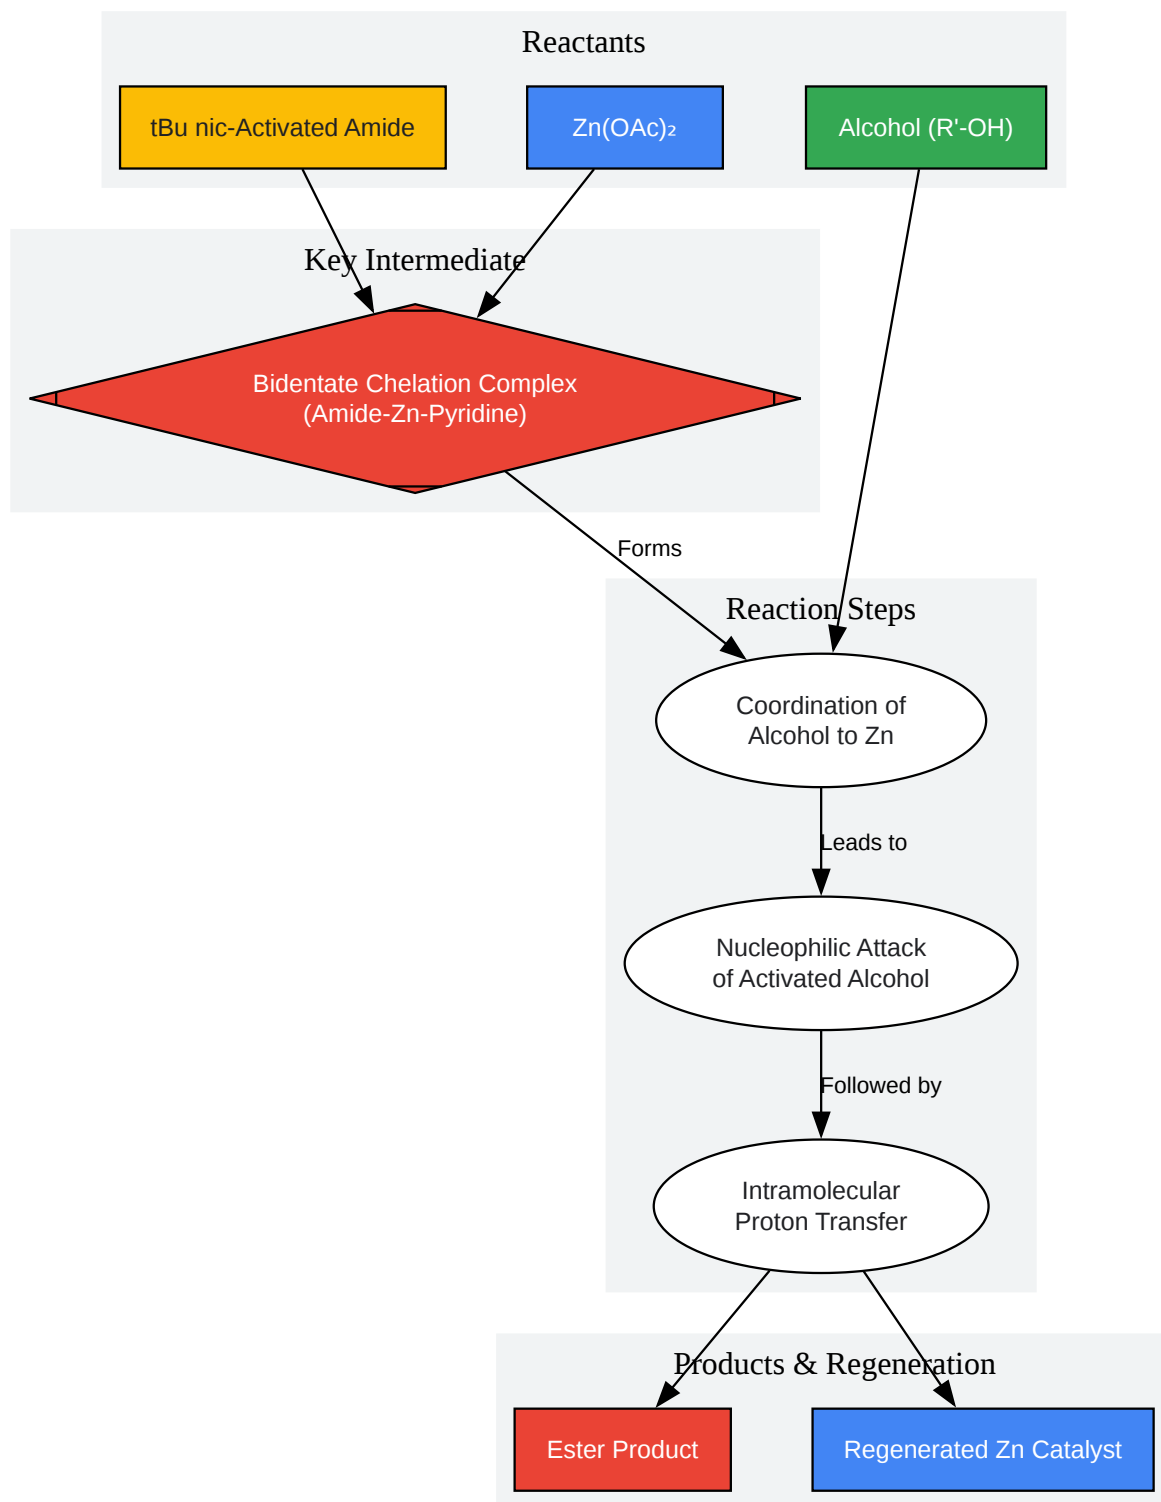 Reactants
tBu nic-Activated Amide
Zn(OAc)₂
Alcohol (R'-OH)
Key Intermediate
Bidentate Chelation Complex
(Amide-Zn-Pyridine)
Forms
Reaction Steps
Coordination of
Alcohol to Zn
Leads to
Nucleophilic Attack
of Activated Alcohol
Followed by
Intramolecular
Proton Transfer
Products & Regeneration
Ester Product
Regenerated Zn Catalyst